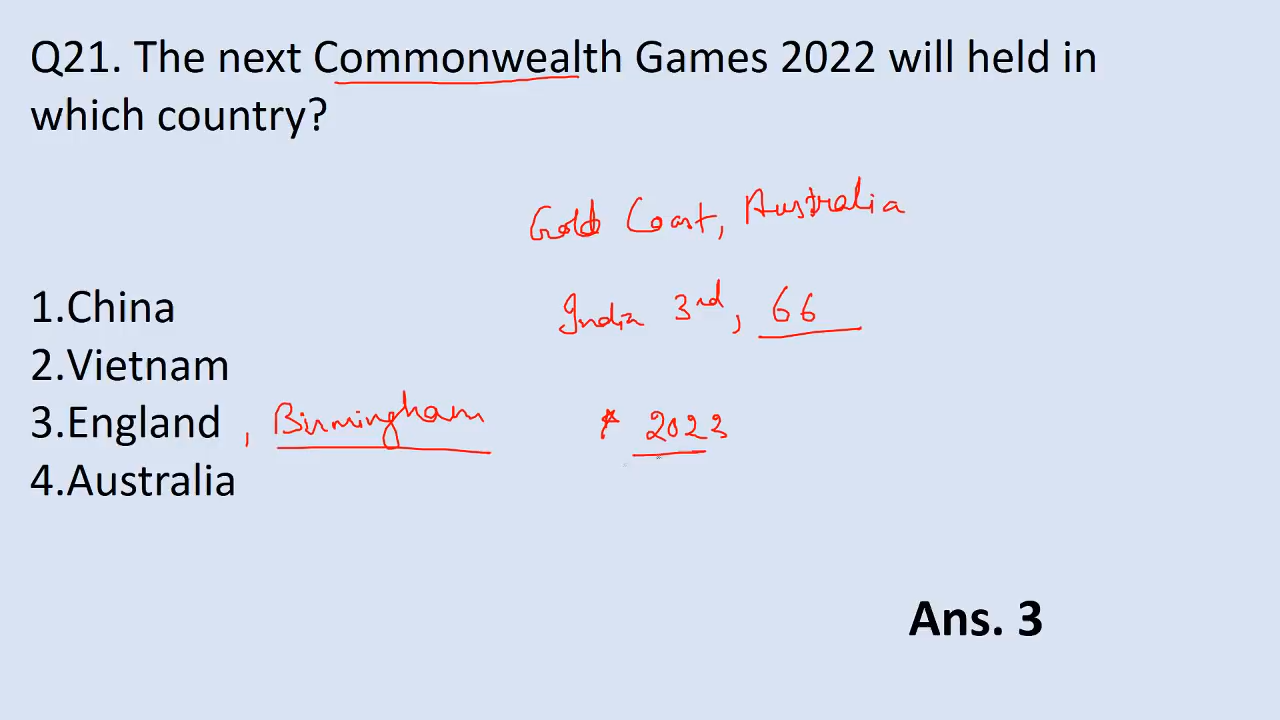 Q21. The next Commonwealth Games 2022 will held in
which country?
Gold Coast, Australia
1.China
India 3rd, 66
2.Vietnam
3.England , Birmingham * 2023
4.Australia
Ans. 3